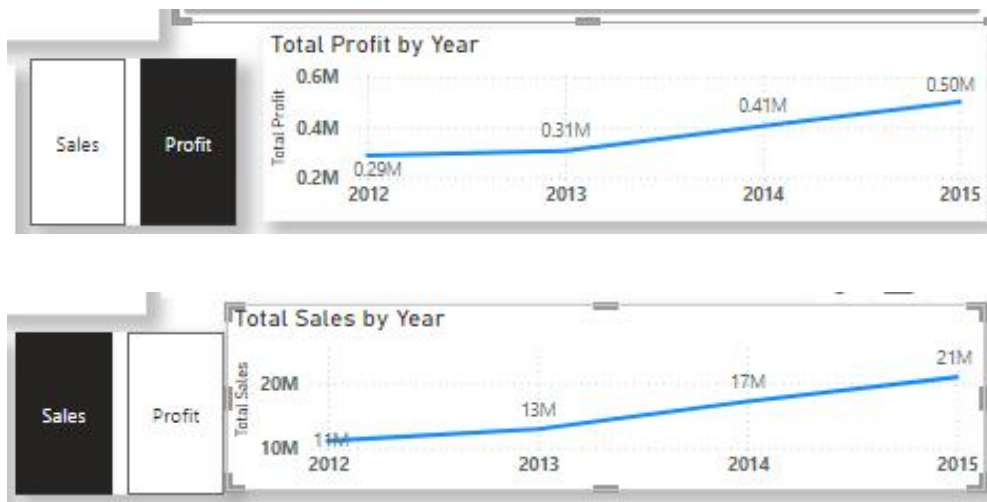 Total Profit by Year
0.6M
0.50M
0.41M
Total Profit
0.4M
0.31M
Sales
Profit
0.29M
0.2M
2012 2013 2014 2015
Total Sales by Year
21M
20M
17M
Total Sales
13M
Sales
Profit
11M
10M
2012 2013 2014 2015